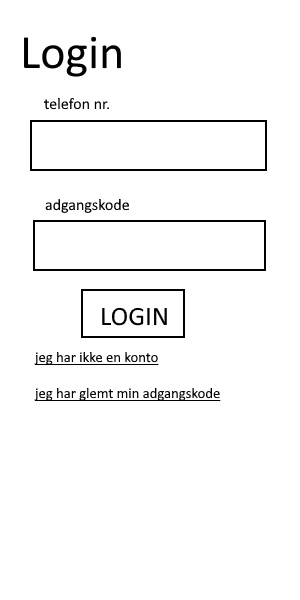 Login
telefon nr.
adgangskode
LOGIN
jeg har ikke en konto
jeg har glemt min adgangskode